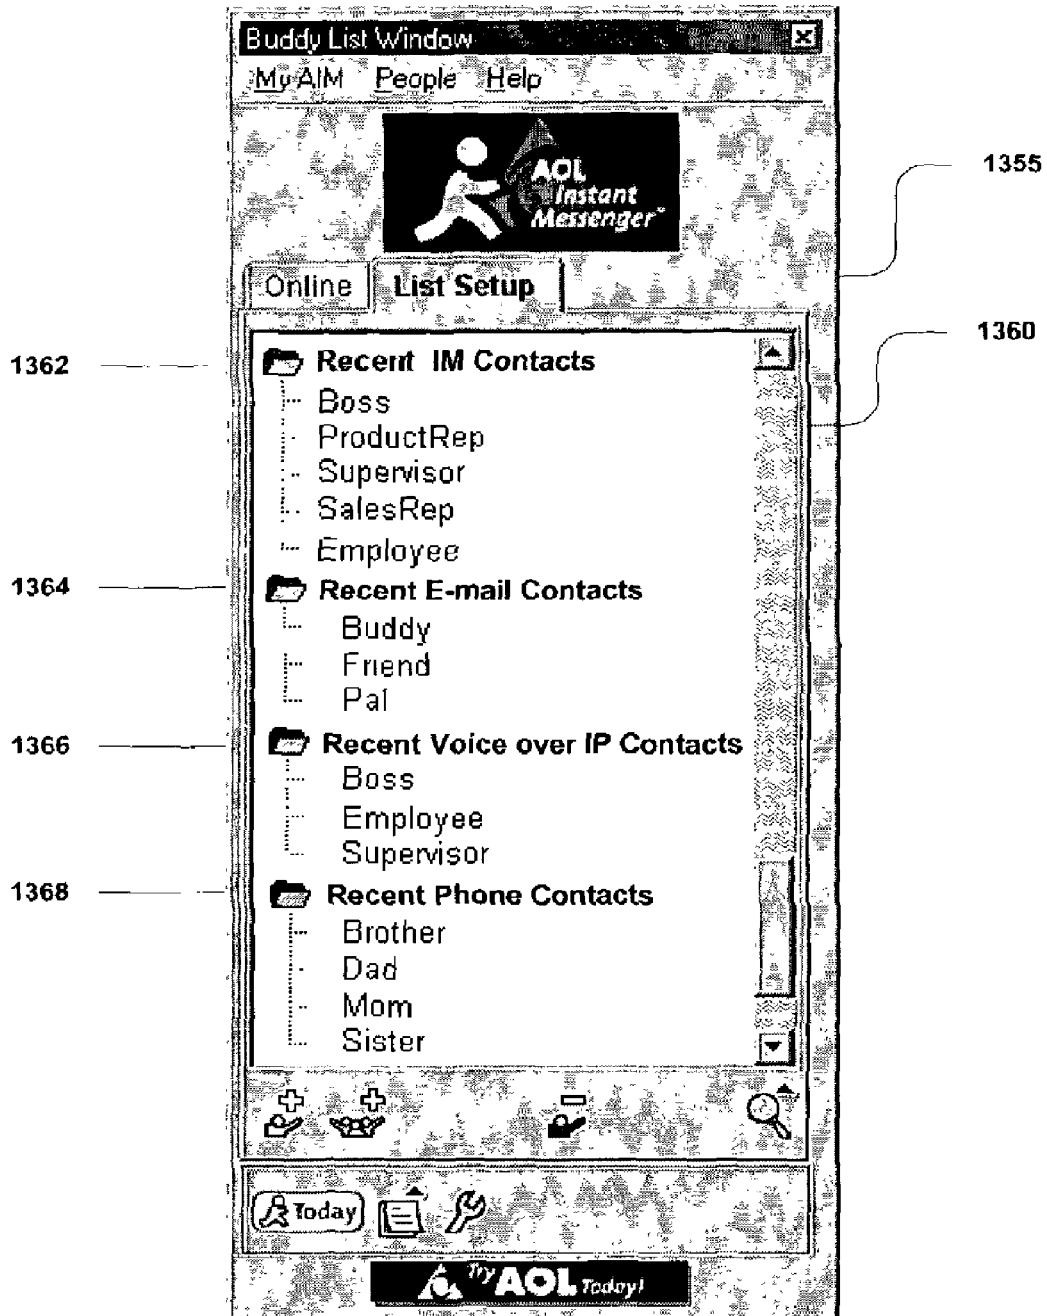 Buddy List Window
My AIM People Help
AOL
Instant
Messenger
1355
Online List Setup
1360
1362 Recent IM Contacts
Boss
ProductRep
Supervisor
SalesRep
Employee
1364 Recent E-mail Contacts
Buddy
Friend
Pal
1366 Recent Voice over IP Contacts
Boss
Employee
Supervisor
1368 Recent Phone Contacts
Brother
Dad
Mom
Sister
Today
Try AOL Today!